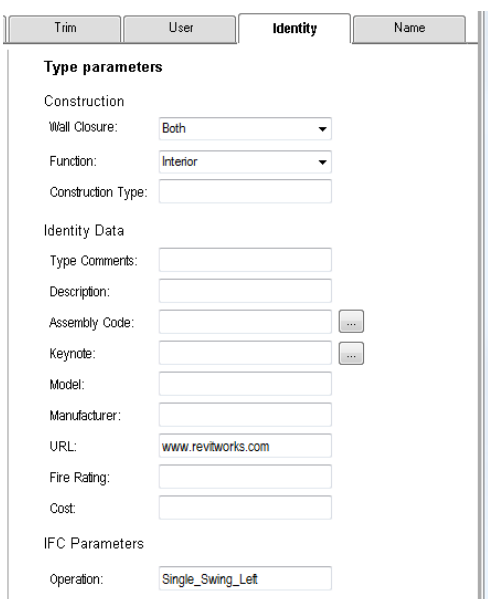 Trim User Identity Name
Type parameters
Construction
Wall Closure: Both
Function: Interior
Construction Type:
Identity Data
Type Comments:
Description:
Assembly Code: ...
Keynote: ...
Model:
Manufacturer:
URL: www.revitworks.com
Fire Rating:
Cost:
IFC Parameters
Operation: Single_Swing_Left